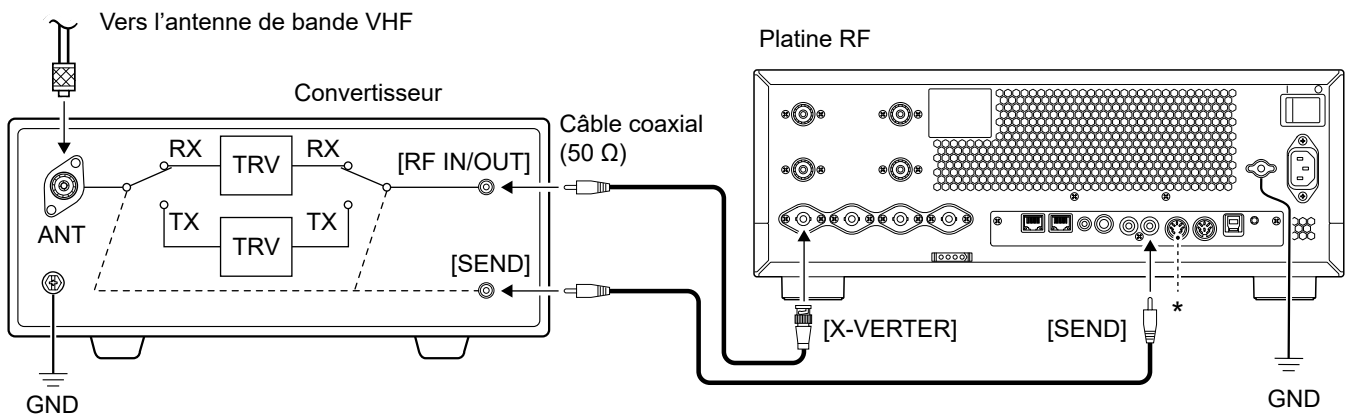 Vers l’antenne de bande VHF
Platine RF
Convertisseur
Câble coaxial
(50 Ω)
RX
TRV
RX
[RF IN/OUT]
TX
TRV
TX
ANT
[SEND]
[X-VERTER]
[SEND]
*
GND
GND